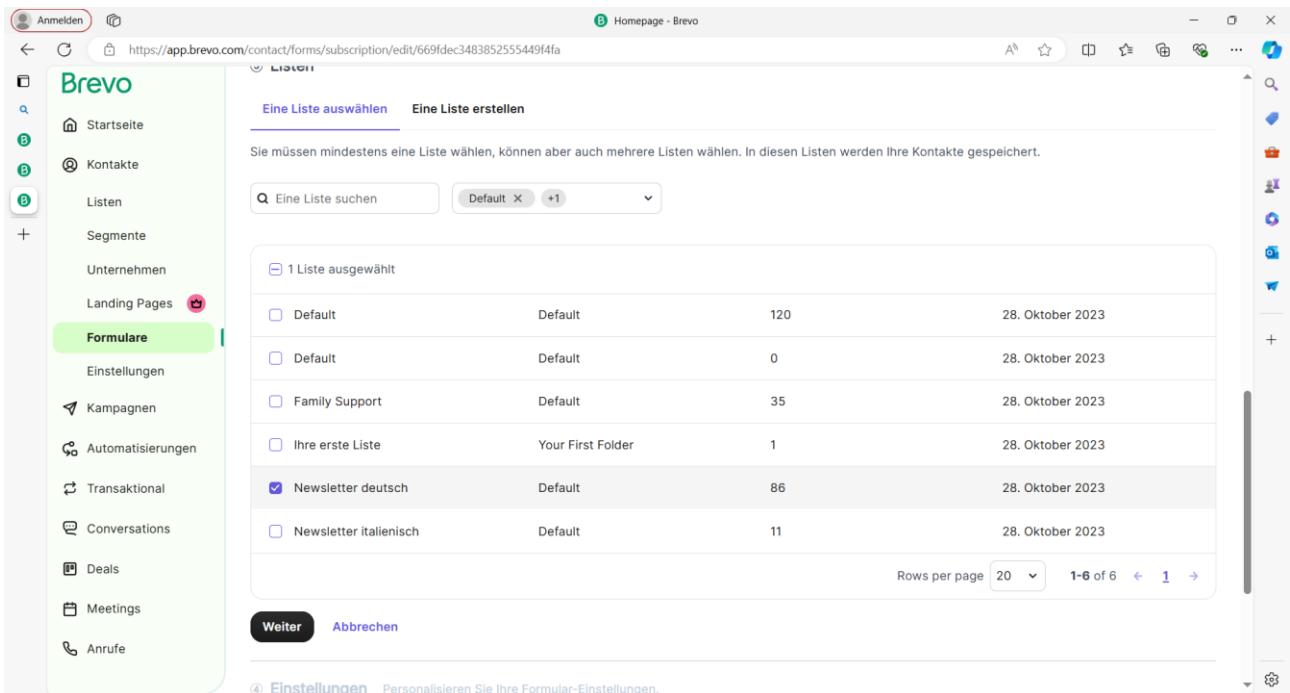 Anmelden
Homepage - Brevo
https://app.brevo.com/contact/forms/subscription/edit/669fdec3483852555449f4fa
Brevo
Startseite
Kontakte
Listen
Segmente
Unternehmen
Landing Pages
Formulare
Einstellungen
Kampagnen
Automatisierungen
Transaktional
Conversations
Deals
Meetings
Anrufe
③ Listen
Eine Liste auswählen Eine Liste erstellen
Sie müssen mindestens eine Liste wählen, können aber auch mehrere Listen wählen. In diesen Listen werden Ihre Kontakte gespeichert.
Eine Liste suchen Default × +1
1 Liste ausgewählt
Default Default 120 28. Oktober 2023
Default Default 0 28. Oktober 2023
Family Support Default 35 28. Oktober 2023
Ihre erste Liste Your First Folder 1 28. Oktober 2023
Newsletter deutsch Default 86 28. Oktober 2023
Newsletter italienisch Default 11 28. Oktober 2023
Rows per page 20 1-6 of 6 ← 1 →
Weiter Abbrechen
④ Einstellungen Personalisieren Sie Ihre Formular-Einstellungen.